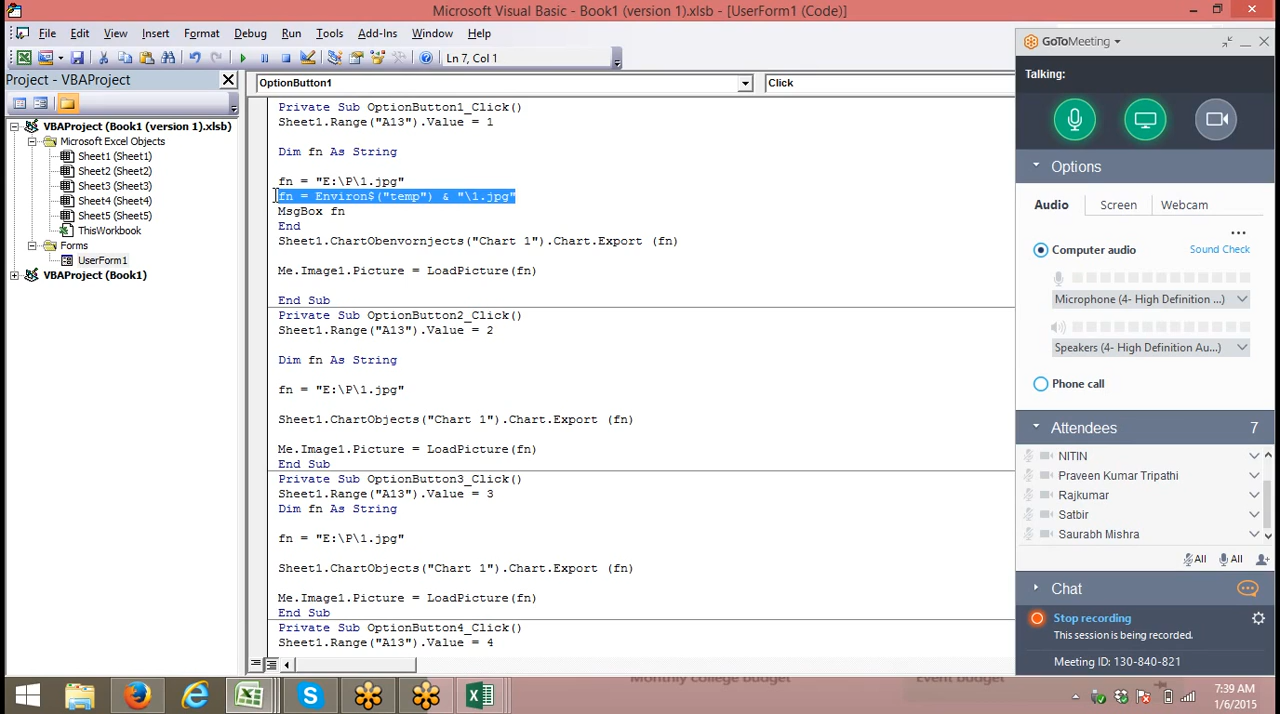 Microsoft Visual Basic - Book1 (version 1).xlsb - [UserForm1 (Code)]
File Edit View Insert Format Debug Run Tools Add-Ins Window Help
Ln 7, Col 1
Project - VBAProject
VBAProject (Book1 (version 1).xlsb)
Microsoft Excel Objects
Sheet1 (Sheet1)
Sheet2 (Sheet2)
Sheet3 (Sheet3)
Sheet4 (Sheet4)
Sheet5 (Sheet5)
ThisWorkbook
Forms
UserForm1
VBAProject (Book1)
OptionButton1
Click
Private Sub OptionButton1_Click()
Sheet1.Range("A13").Value = 1
Dim fn As String
fn = "E:\P\1.jpg"
fn = Environ$("temp") & "\1.jpg"
MsgBox fn
End
Sheet1.ChartObenvornjects("Chart 1").Chart.Export (fn)
Me.Image1.Picture = LoadPicture(fn)
End Sub
Private Sub OptionButton2_Click()
Sheet1.Range("A13").Value = 2
Dim fn As String
fn = "E:\P\1.jpg"
Sheet1.ChartObjects("Chart 1").Chart.Export (fn)
Me.Image1.Picture = LoadPicture(fn)
End Sub
Private Sub OptionButton3_Click()
Sheet1.Range("A13").Value = 3
Dim fn As String
fn = "E:\P\1.jpg"
Sheet1.ChartObjects("Chart 1").Chart.Export (fn)
Me.Image1.Picture = LoadPicture(fn)
End Sub
Private Sub OptionButton4_Click()
Sheet1.Range("A13").Value = 4
GoToMeeting
Talking:
Options
Audio Screen Webcam
Computer audio Sound Check
Microphone (4- High Definition ...)
Speakers (4- High Definition Au...)
Phone call
Attendees 7
NITIN
Praveen Kumar Tripathi
Rajkumar
Satbir
Saurabh Mishra
All All
Chat
Stop recording
This session is being recorded.
Meeting ID: 130-840-821
Monthly college budget
Event budget
7:39 AM
1/6/2015